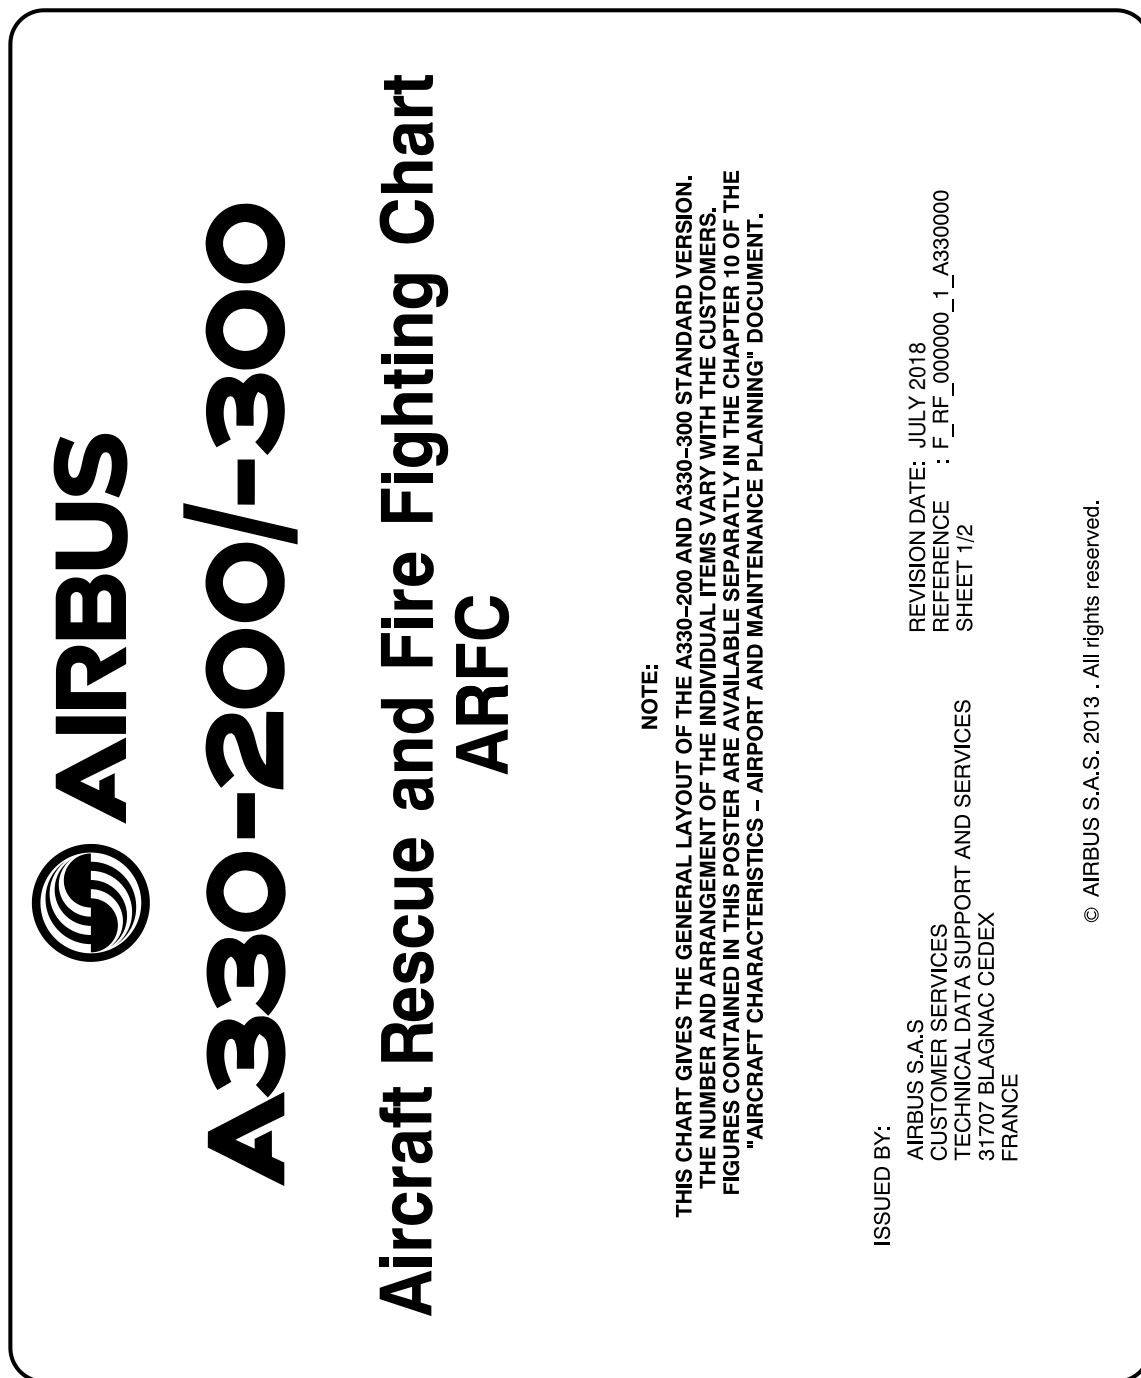 AIRBUS
A330-200/-300
Aircraft Rescue and Fire Fighting Chart
ARFC
NOTE:
THIS CHART GIVES THE GENERAL LAYOUT OF THE A330–200 AND A330–300 STANDARD VERSION.
THE NUMBER AND ARRANGEMENT OF THE INDIVIDUAL ITEMS VARY WITH THE CUSTOMERS.
FIGURES CONTAINED IN THIS POSTER ARE AVAILABLE SEPARATLY IN THE CHAPTER 10 OF THE
"AIRCRAFT CHARACTERISTICS – AIRPORT AND MAINTENANCE PLANNING" DOCUMENT.
ISSUED BY:
AIRBUS S.A.S
CUSTOMER SERVICES
TECHNICAL DATA SUPPORT AND SERVICES
31707 BLAGNAC CEDEX
FRANCE
REVISION DATE: JULY 2018
REFERENCE : F_RF_000000_1_A330000
SHEET 1/2
© AIRBUS S.A.S. 2013 . All rights reserved.